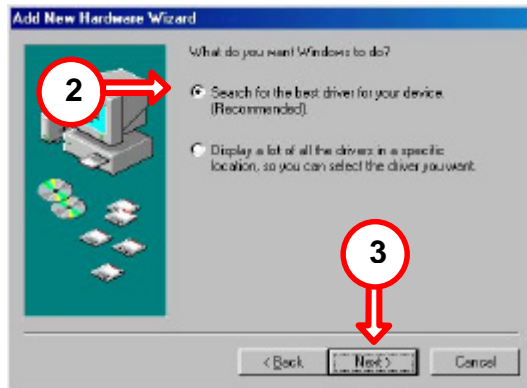 Add New Hardware Wizard
What do you want Windows to do?
2
Search for the best driver for your device.
(Recommended).
Display a list of all the drivers in a specific
location, so you can select the driver you want.
3
< Back
Next >
Cancel